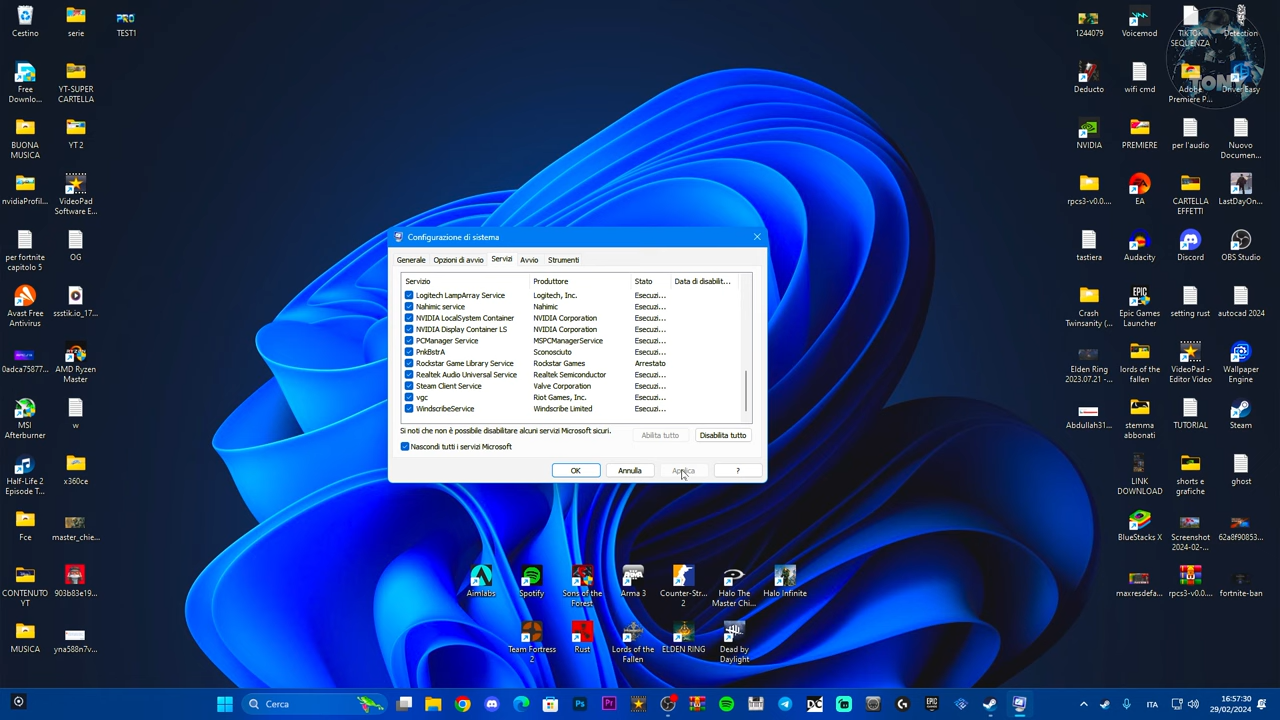 Cestino
serie
TEST1
Free
Downlo...
YT-SUPER
CARTELLA
BUONA
MUSICA
YT 2
nvidiaProfil...
VideoPad
Software E...
per fortnite
capitolo 5
OG
Avast Free
Antivirus
ssstik.io_17...
0adca75877...
AMD Ryzen
Master
MSI
Afterburner
w
Half-Life 2
Episode T...
x360ce
Fce
master_chie...
CONTENUTO
YT
903b83e19...
MUSICA
yna588n7v...
1244079
Voicemod
TIKTOK
SEQUENZA
Detection
TONY
Deducto
wifi cmd
Adobe
Premiere P...
Driver Easy
NVIDIA
PREMIERE
per l'audio
Nuovo
Documen...
rpcs3-v0.0...
EA
CARTELLA
EFFETTI
LastDayOn...
tastiera
Audacity
Discord
OBS Studio
Crash
Twinsanity (...
Epic Games
Launcher
setting rust
autocad 2024
Elden Ring
2023.07.21 -...
lords of the
fallen
VideoPad -
Editor Video
Wallpaper
Engine
Abdullah31...
stemma
abbonati
TUTORIAL
Steam
LINK
DOWNLOAD
shorts e
grafiche
ghost
BlueStacks X
Screenshot
2024-02-...
62a8f90853...
maxresdefa...
rpcs3-v0.0...
fortnite-ban
Configurazione di sistema
Generale
Opzioni di avvio
Servizi
Avvio
Strumenti
Servizio Produttore Stato Data di disabilit...
Logitech LampArray Service Logitech, Inc. Esecuzi...
Nahimic service Nahimic Esecuzi...
NVIDIA LocalSystem Container NVIDIA Corporation Esecuzi...
NVIDIA Display Container LS NVIDIA Corporation Esecuzi...
PCManager Service MSPCManagerService Esecuzi...
PnkBstrA Sconosciuto Esecuzi...
Rockstar Game Library Service Rockstar Games Arrestato
Realtek Audio Universal Service Realtek Semiconductor Esecuzi...
Steam Client Service Valve Corporation Esecuzi...
vgc Riot Games, Inc. Esecuzi...
WindscribeService Windscribe Limited Esecuzi...
Si noti che non è possibile disabilitare alcuni servizi Microsoft sicuri.
Abilita tutto
Disabilita tutto
Nascondi tutti i servizi Microsoft
OK
Annulla
Applica
?
Aimlabs
Spotify
Sons of the
Forest
Arma 3
Counter-Str...
2
Halo The
Master Chi...
Halo Infinite
Team Fortress
2
Rust
Lords of the
Fallen
ELDEN RING
Dead by
Daylight
Cerca
ITA
16:57:30
29/02/2024